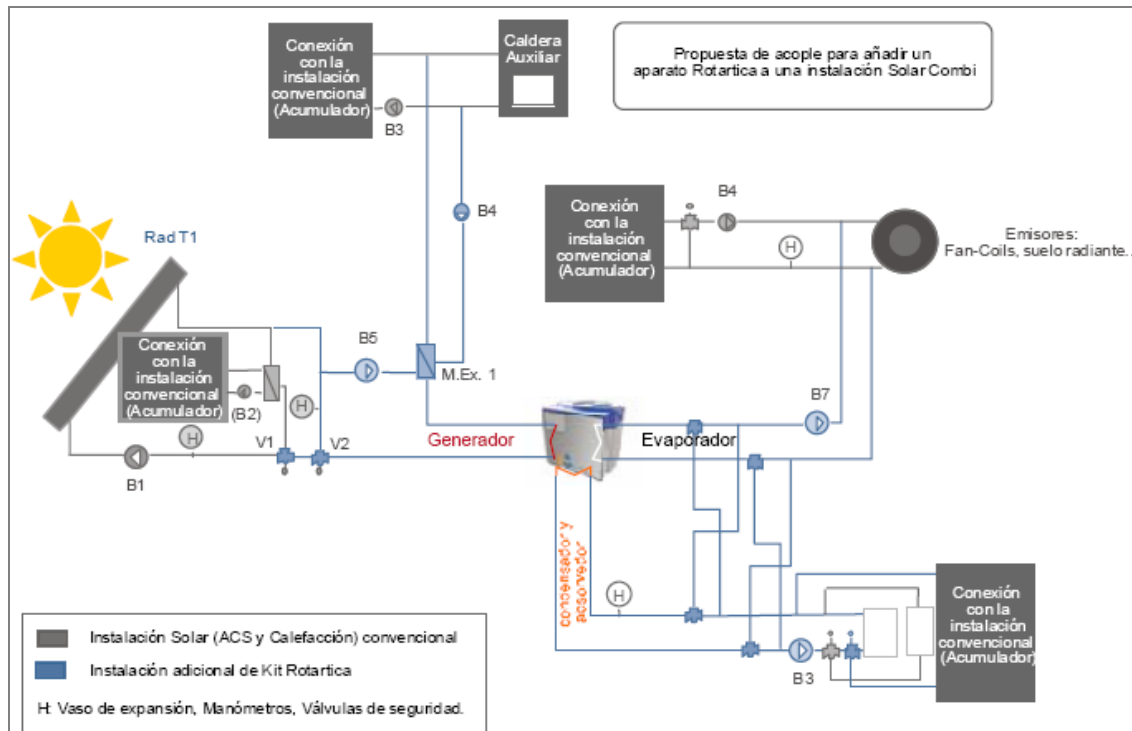 Conexión
con la
instalación
convencional
(Acumulador)
B3
Caldera
Auxiliar
Propuesta de acople para añadir un
aparato Rotartica a una instalación Solar Combi
B4
Rad T1
Conexión
con la
instalación
convencional
(Acumulador)
B4
H
Emisores:
Fan-Coils, suelo radiante..
Conexión
con la
instalación
convencional
(Acumulador)
(B2)
H
B1
V1
V2
H
B5
M.Ex. 1
Generador
Evaporador
B7
condensador y
H
B3
Conexión
con la
instalación
convencional
(Acumulador)
Instalación Solar (ACS y Calefacción) convencional
Instalación adicional de Kit Rotartica
H: Vaso de expansión, Manómetros, Válvulas de seguridad.